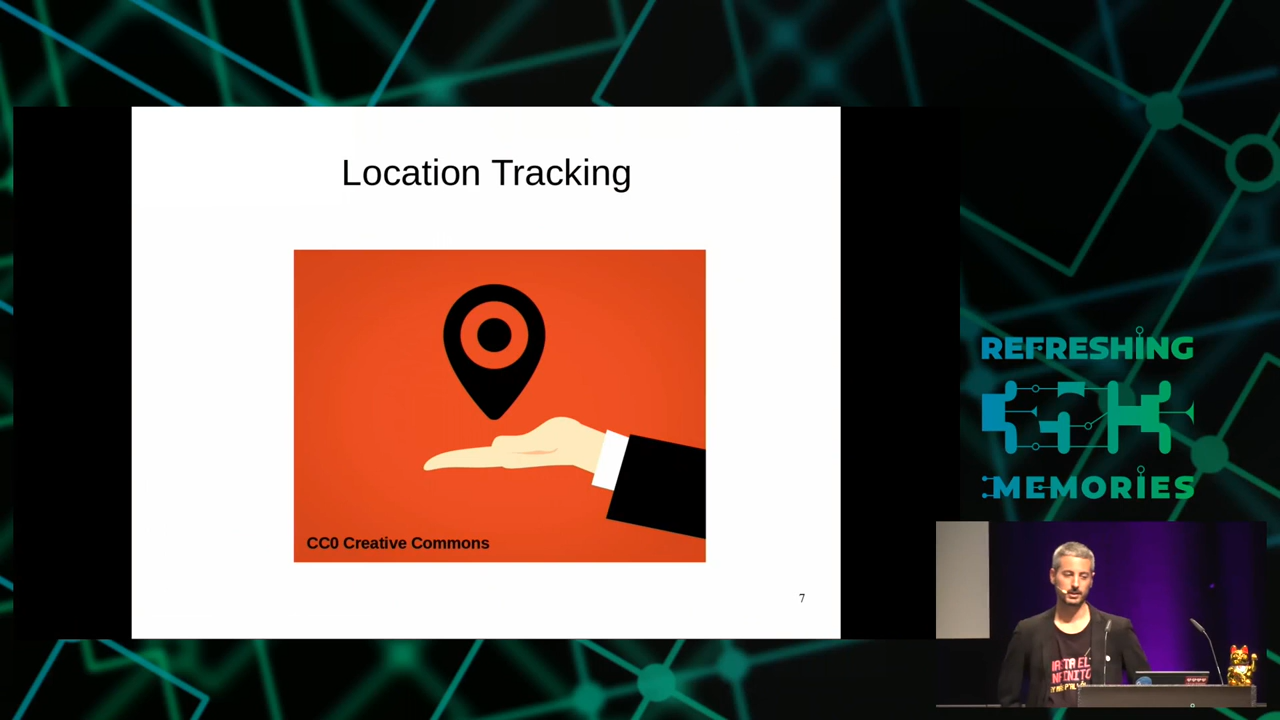 Location Tracking
CC0 Creative Commons
7
REFRESHING
MEMORIES